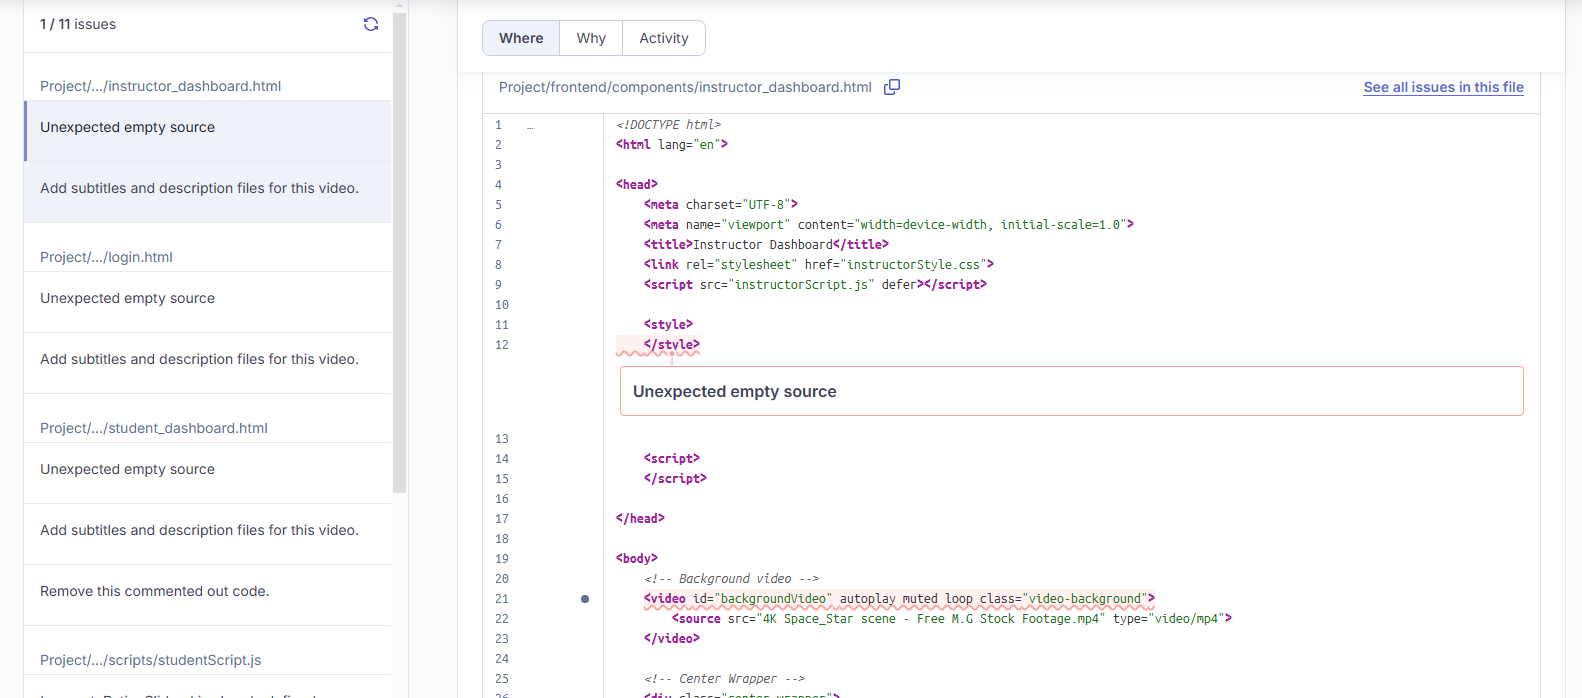 1 / 11 issues
Project/.../instructor_dashboard.html
Unexpected empty source
Add subtitles and description files for this video.
Project/.../login.html
Unexpected empty source
Add subtitles and description files for this video.
Project/.../student_dashboard.html
Unexpected empty source
Add subtitles and description files for this video.
Remove this commented out code.
Project/.../scripts/studentScript.js
Where Why Activity
Project/frontend/components/instructor_dashboard.html See all issues in this file
1 … <!DOCTYPE html>
2 <html lang="en">
3
4 <head>
5 <meta charset="UTF-8">
6 <meta name="viewport" content="width=device-width, initial-scale=1.0">
7 <title>Instructor Dashboard</title>
8 <link rel="stylesheet" href="instructorStyle.css">
9 <script src="instructorScript.js" defer></script>
10
11 <style>
12 </style>
Unexpected empty source
13
14 <script>
15 </script>
16
17 </head>
18
19 <body>
20 <!-- Background video -->
21 <video id="backgroundVideo" autoplay muted loop class="video-background">
22 <source src="4K Space_Star scene - Free M.G Stock Footage.mp4" type="video/mp4">
23 </video>
24
25 <!-- Center Wrapper -->
26 <div class="center-wrapper">